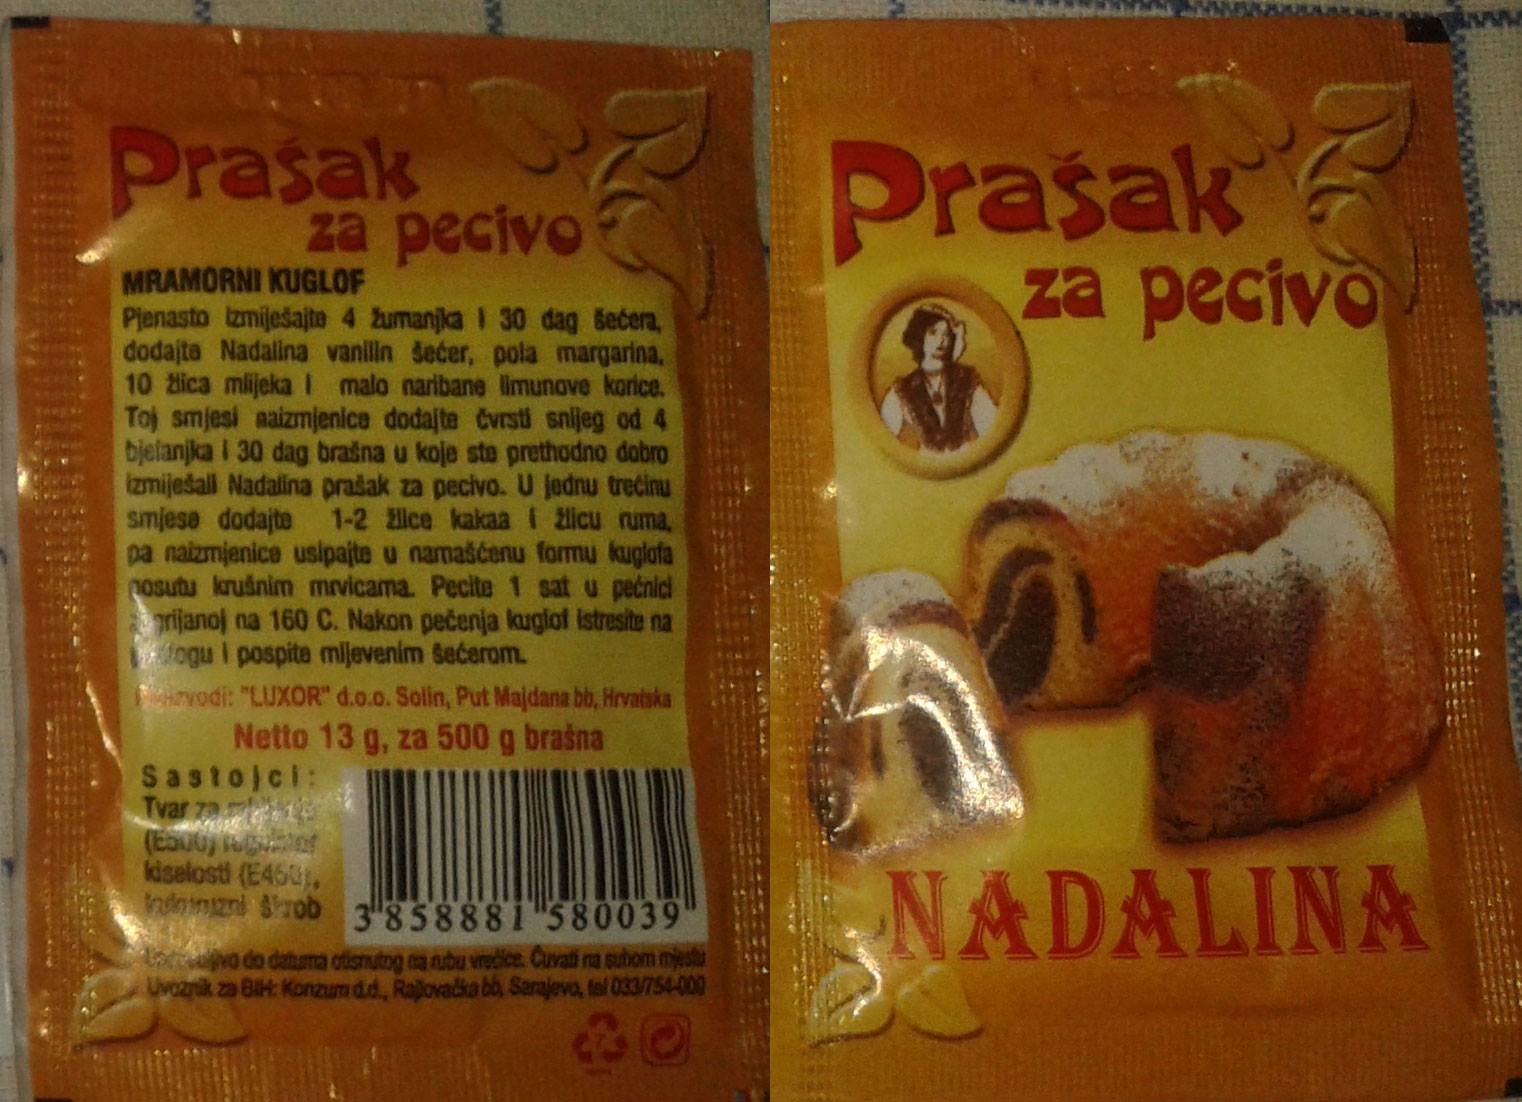 Prašak
za pecivo
MRAMORNI KUGLOF
Pjenasto izmiješajte 4 žumanjka i 30 dag šećera,
dodajte Nadalina vanilin šećer, pola margarina,
10 žlica mlijeka i malo naribane limunove korice.
Toj smjesi naizmjenice dodajte čvrsti snijeg od 4
bjelanjka i 30 dag brašna u koje ste prethodno dobro
izmiješali Nadalina prašak za pecivo. U jednu trećinu
smjese dodajte 1-2 žlice kakaa i žlicu ruma,
pa naizmjenice usipajte u namašćenu formu kuglofa
posutu krušnim mrvicama. Pecite 1 sat u pećnici
zagrijanoj na 160 C. Nakon pečenja kuglof istresite na
i pospite mljevenim šećerom.
Proizvodi: "LUXOR" d.o.o. Solin, Put Majdana bb, Hrvatska
Netto 13 g, za 500 g brašna
Sastojci:
Tvar za
(E500) regulator
kiselosti (E450),
kukuruzni škrob
3 858881 580039
Upotrebljivo do datuma otisnutog na rubu vrećice. Čuvati na suhom mjestu
Uvoznik za BiH: Konzum d.d., Rajlovačka bb, Sarajevo, tel 033/754-000
7
Prašak
za pecivo
NADALINA